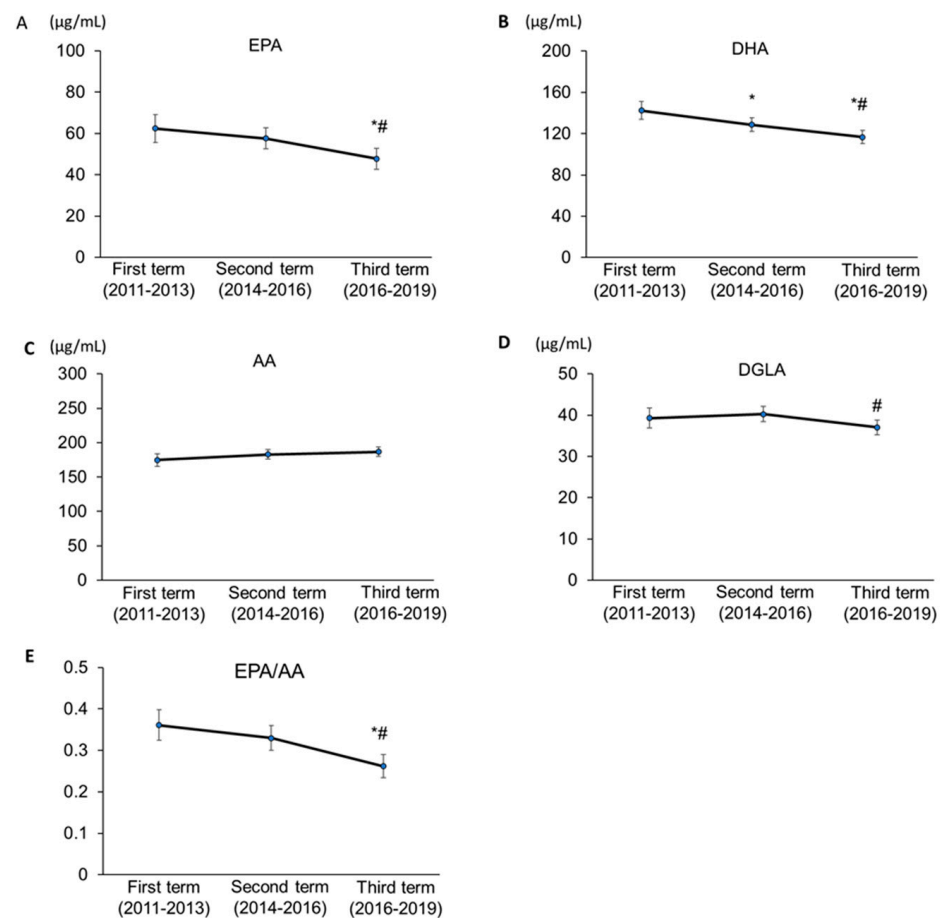 A (μg/mL)
EPA
100
80
60
40
20
0
*#
First term Second term Third term
(2011-2013) (2014-2016) (2016-2019)
B (μg/mL)
DHA
200
160
120
80
40
0
*
*#
First term Second term Third term
(2011-2013) (2014-2016) (2016-2019)
C (μg/mL)
AA
300
250
200
150
100
50
0
First term Second term Third term
(2011-2013) (2014-2016) (2016-2019)
D (μg/mL)
DGLA
50
40
30
20
10
0
#
First term Second term Third term
(2011-2013) (2014-2016) (2016-2019)
E
EPA/AA
0.5
0.4
0.3
0.2
0.1
0
*#
First term Second term Third term
(2011-2013) (2014-2016) (2016-2019)